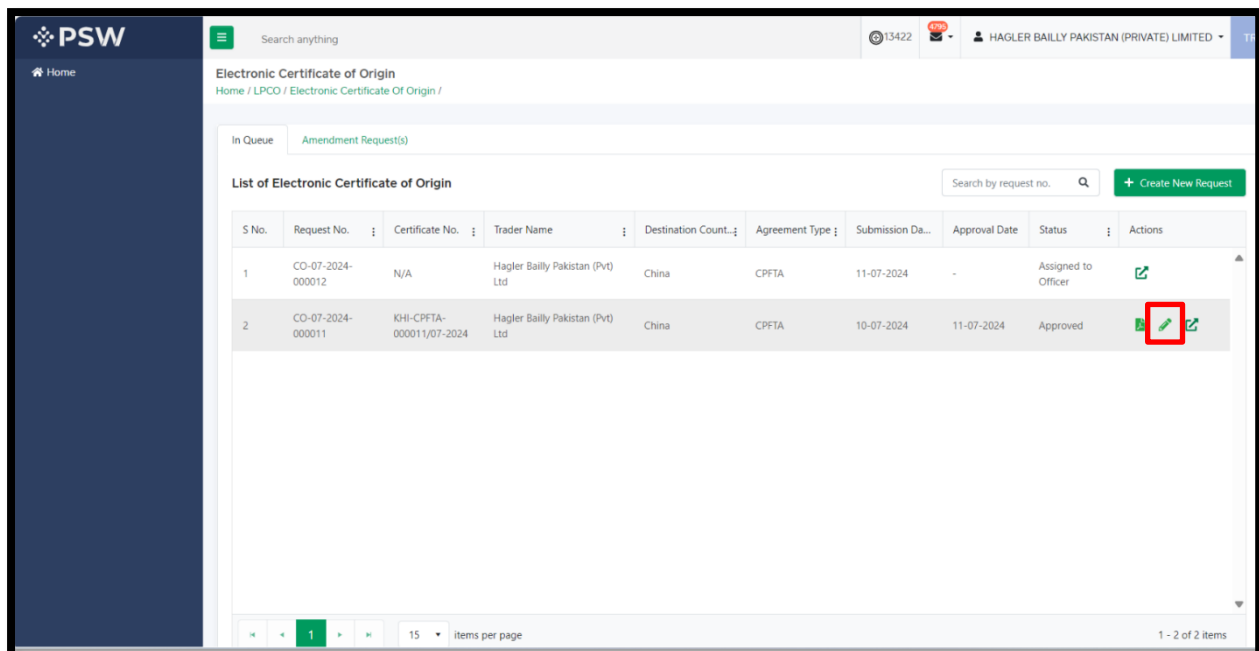 PSW
Search anything
13422
4795
HAGLER BAILLY PAKISTAN (PRIVATE) LIMITED
TR
Home
Electronic Certificate of Origin
Home / LPCO / Electronic Certificate Of Origin /
In Queue
Amendment Request(s)
List of Electronic Certificate of Origin
Search by request no.
+ Create New Request
S No.
Request No.
Certificate No.
Trader Name
Destination Count...
Agreement Type
Submission Da...
Approval Date
Status
Actions
1
CO-07-2024-
000012
N/A
Hagler Bailly Pakistan (Pvt)
Ltd
China
CPFTA
11-07-2024
-
Assigned to
Officer
2
CO-07-2024-
000011
KHI-CPFTA-
000011/07-2024
Hagler Bailly Pakistan (Pvt)
Ltd
China
CPFTA
10-07-2024
11-07-2024
Approved
1
15
items per page
1 - 2 of 2 items